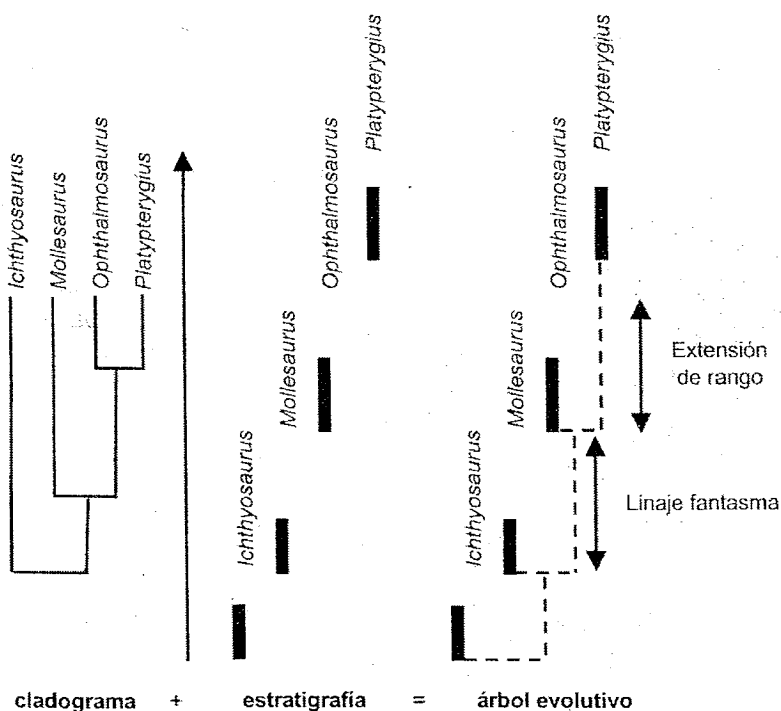 Ichthyosaurus
Mollesaurus
Ophthalmosaurus
Platypterygius
Ichthyosaurus
Mollesaurus
Ophthalmosaurus
Platypterygius
Ichthyosaurus
Mollesaurus
Ophthalmosaurus
Platypterygius
Extensión
de rango
Linaje fantasma
cladograma + estratigrafía = árbol evolutivo